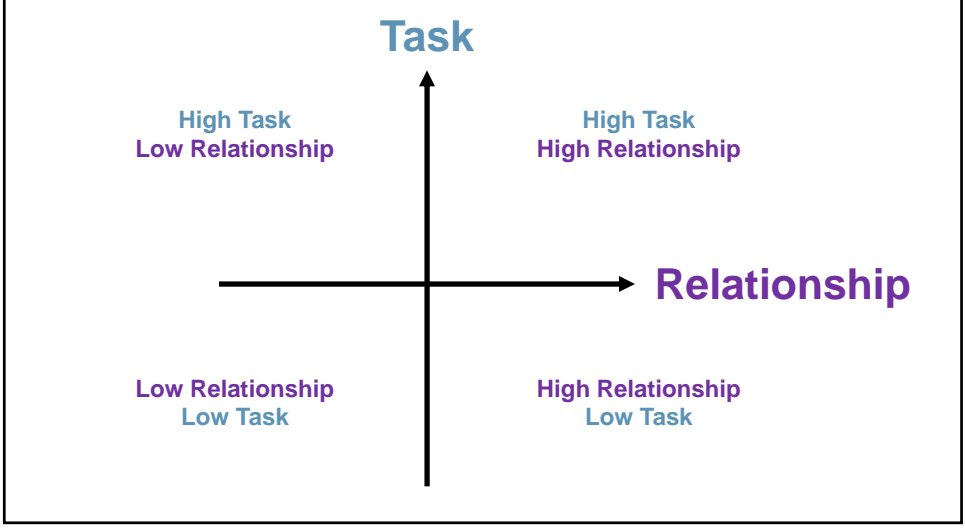 Task
High Task
Low Relationship
High Task
High Relationship
Relationship
Low Relationship
Low Task
High Relationship
Low Task